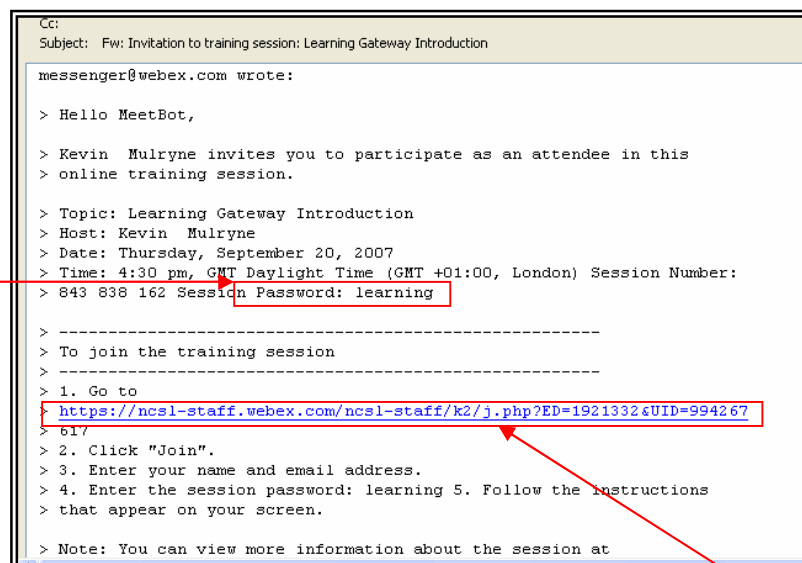 Cc:
Subject: Fw: Invitation to training session: Learning Gateway Introduction
messenger@webex.com wrote:
> Hello MeetBot,
> Kevin Mulryne invites you to participate as an attendee in this
> online training session.
> Topic: Learning Gateway Introduction
> Host: Kevin Mulryne
> Date: Thursday, September 20, 2007
> Time: 4:30 pm, GMT Daylight Time (GMT +01:00, London) Session Number:
> 843 838 162 Session Password: learning
> -------------------------------------------------------
> To join the training session
> -------------------------------------------------------
> 1. Go to
> https://ncsl-staff.webex.com/ncsl-staff/k2/j.php?ED=1921332&UID=994267
> 617
> 2. Click "Join".
> 3. Enter your name and email address.
> 4. Enter the session password: learning 5. Follow the instructions
> that appear on your screen.
> Note: You can view more information about the session at